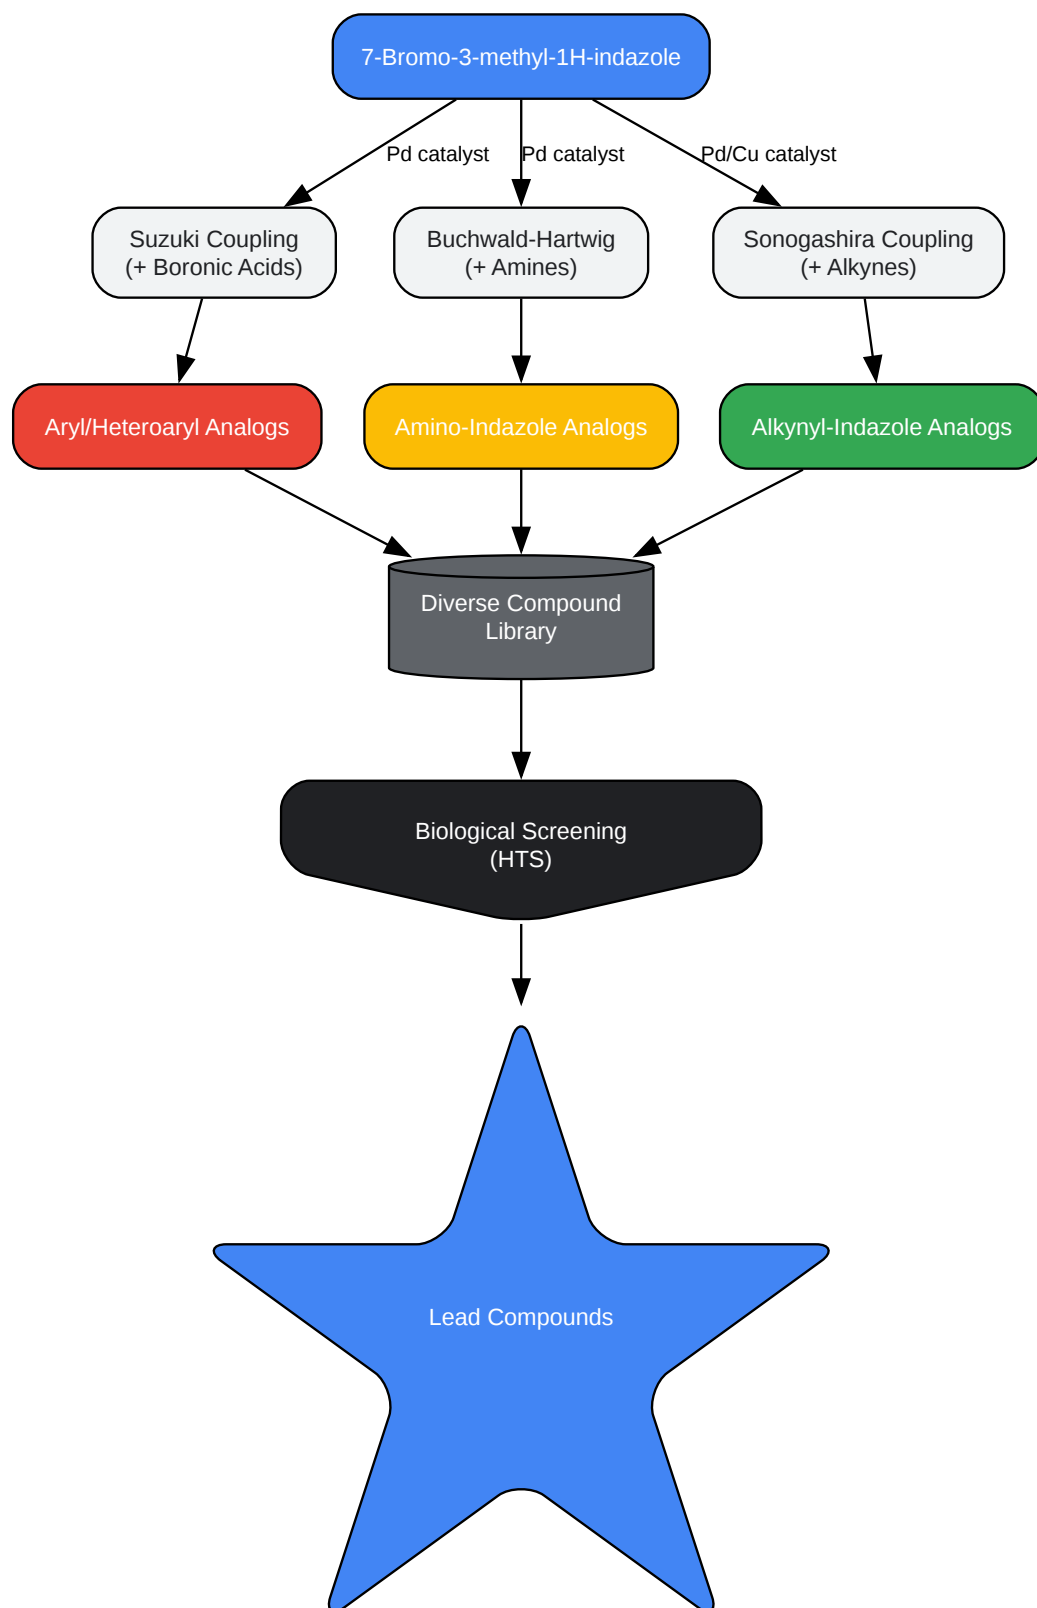 7-Bromo-3-methyl-1H-indazole
Pd catalyst
Pd catalyst
Pd/Cu catalyst
Suzuki Coupling
(+ Boronic Acids)
Buchwald-Hartwig
(+ Amines)
Sonogashira Coupling
(+ Alkynes)
Aryl/Heteroaryl Analogs
Amino-Indazole Analogs
Alkynyl-Indazole Analogs
Diverse Compound
Library
Biological Screening
(HTS)
Lead Compounds